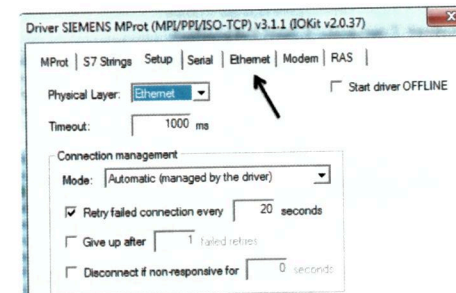 Driver SIEMENS MProt (MPI/PPI/ISO-TCP) v3.1.1 (IOKit v2.0.37)
MProt S7 Strings Setup Serial Ethernet Modem RAS
Physical Layer: Ethernet Start driver OFFLINE
Timeout: 1000 ms
Connection management
Mode: Automatic (managed by the driver)
Retry failed connection every 20 seconds
Give up after 1 failed retries
Disconnect if non-responsive for 0 seconds